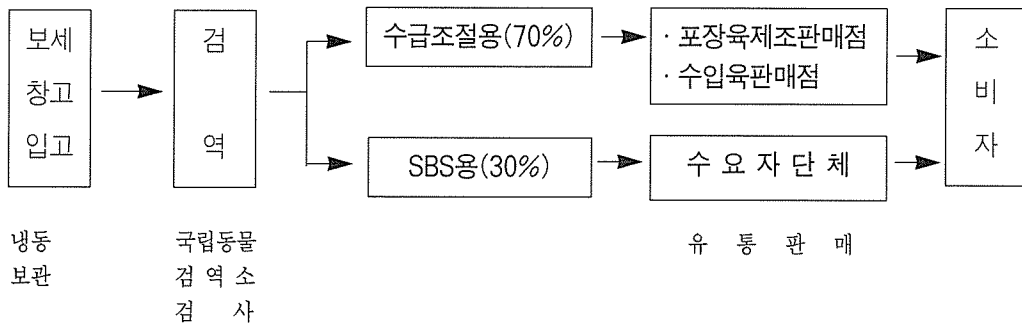 보세
창고
입고
검
역
수급조절용(70%)
· 포장육제조판매점
· 수입육판매점
SBS용(30%)
수 요 자 단 체
소
비
자
냉동
보관
국립동물
검 역 소
검 사
유 통 판 매